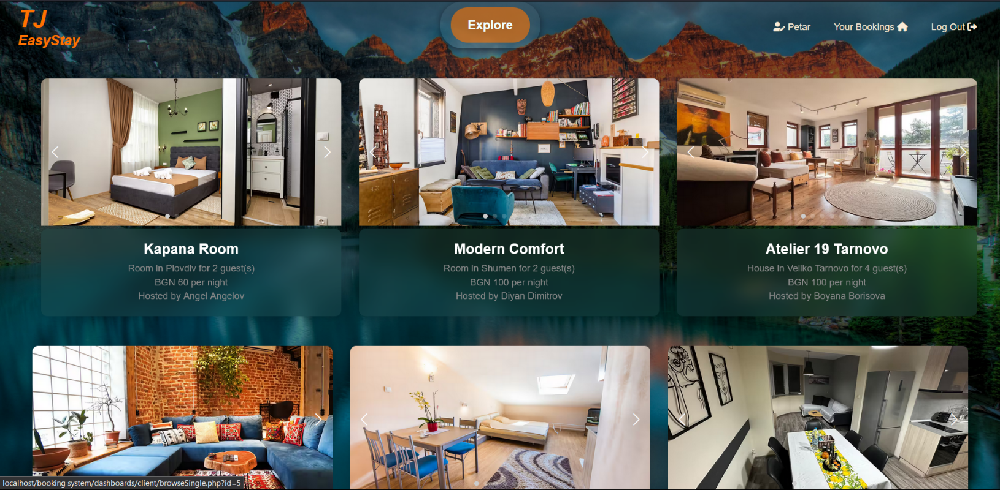 TJ
EasyStay
Explore
Petar
Your Bookings
Log Out
Kapana Room
Room in Plovdiv for 2 guest(s)
BGN 60 per night
Hosted by Angel Angelov
Modern Comfort
Room in Shumen for 2 guest(s)
BGN 100 per night
Hosted by Diyan Dimitrov
Atelier 19 Tarnovo
House in Veliko Tarnovo for 4 guest(s)
BGN 100 per night
Hosted by Boyana Borisova
localhost/booking system/dashboards/client/browseSingle.php?id=5